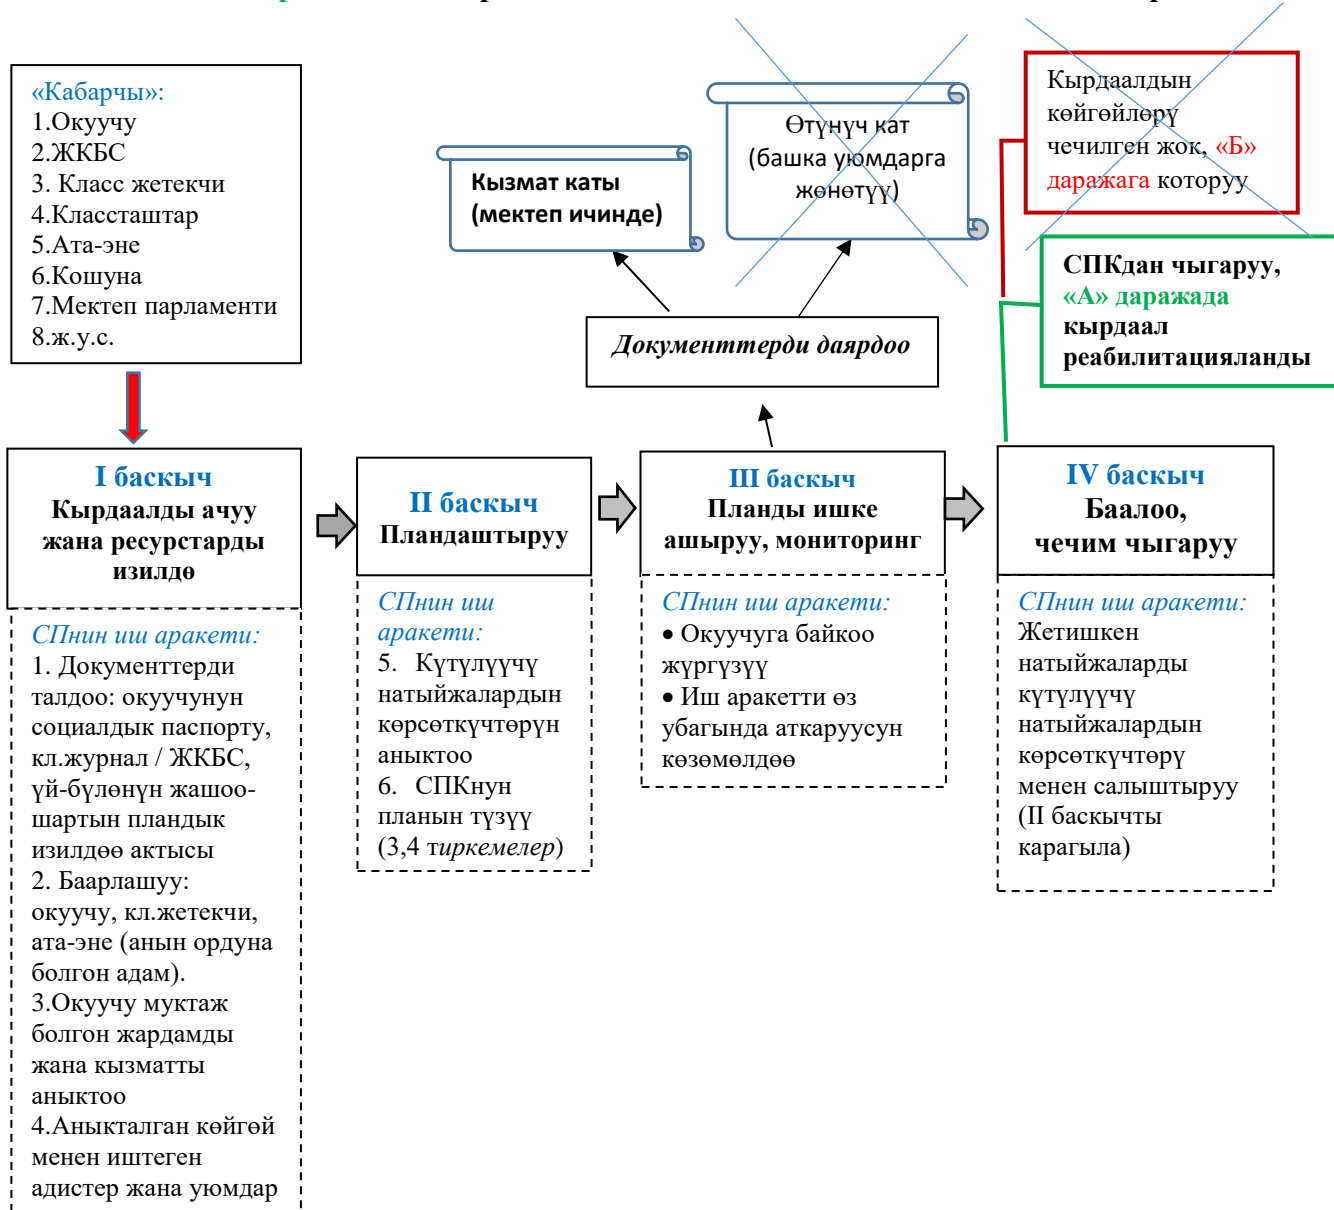 «Кабарчы»:
1.Окуучу
2.ЖКБС
3. Класс жетекчи
4.Классташтар
5.Ата-эне
6.Кошуна
7.Мектеп парламенти
8.ж.у.с.
Кызмат каты
(мектеп ичинде)
Өтүнүч кат
(башка уюмдарга
жөнөтүү)
Кырдаалдын
көйгөйлөрү
чечилген жок, «Б»
даражага которуу
СПКдан чыгаруу,
«А» даражада
кырдаал
реабилитацияланды
Документтерди даярдоо
I баскыч
Кырдаалды ачуу
жана ресурстарды
изилдө
СПнин иш аракети:
1. Документтерди
талдоо: окуучунун
социалдык паспорту,
кл.журнал / ЖКБС,
үй-бүлөнүн жашоо-
шартын пландык
изилдөө актысы
2. Баарлашуу:
окуучу, кл.жетекчи,
ата-эне (анын ордуна
болгон адам).
3.Окуучу муктаж
болгон жардамды
жана кызматты
аныктоо
4.Аныкталган көйгөй
менен иштеген
адистер жана уюмдар
II баскыч
Пландаштыруу
СПнин иш
аракети:
5. Күтүлүүчү
натыйжалардын
көрсөткүчтөрүн
аныктоо
6. СПКнун
планын түзүү
(3,4 тиркемелер)
III баскыч
Планды ишке
ашыруу, мониторинг
СПнин иш аракети:
• Окуучуга байкоо
жүргүзүү
• Иш аракетти өз
убагында аткаруусун
көзөмөлдөө
IV баскыч
Баалоо,
чечим чыгаруу
СПнин иш аракети:
Жетишкен
натыйжаларды
күтүлүүчү
натыйжалардын
көрсөткүчтөрү
менен салыштыруу
(II баскычты
карагыла)